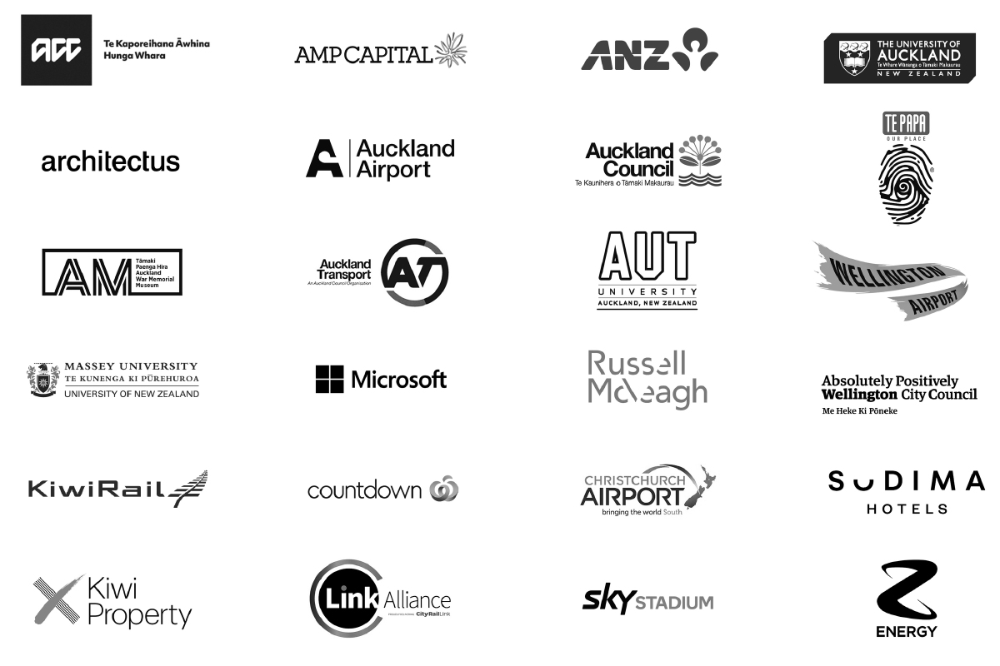 acc
Te Kaporeihana Āwhina
Hunga Whara
AMP CAPITAL
ANZ
THE UNIVERSITY OF
AUCKLAND
Te Whare Wānanga o Tāmaki Makaurau
NEW ZEALAND
architectus
A
Auckland
Airport
Auckland
Council
Te Kaunihera o Tāmaki Makaurau
TE PAPA
OUR PLACE
AM
Tāmaki
Paenga Hira
Auckland
War Memorial
Museum
Auckland
Transport
An Auckland Council Organisation
AT
AUT
UNIVERSITY
AUCKLAND, NEW ZEALAND
WELLINGTON
AIRPORT
MASSEY UNIVERSITY
TE KUNENGA KI PŪREHUROA
UNIVERSITY OF NEW ZEALAND
Microsoft
Russell
McVeagh
Absolutely Positively
Wellington City Council
Me Heke Ki Pōneke
KiwiRail
countdown
CHRISTCHURCH
AIRPORT
bringing the world South
SUDIMA
HOTELS
Kiwi
Property
Link Alliance
CityRailLink
sky STADIUM
Z
ENERGY